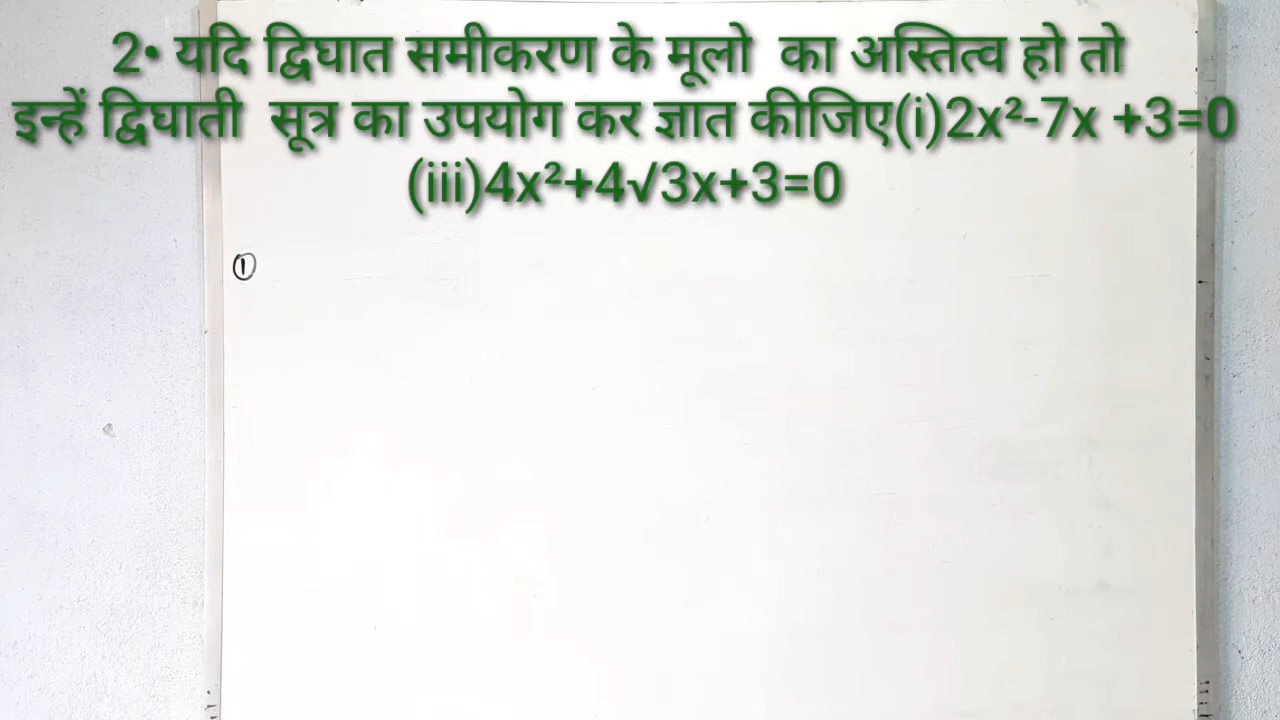 2• यदि द्विघात समीकरण के मूलो का अस्तित्व हो तो
इन्हें द्विघाती सूत्र का उपयोग कर ज्ञात कीजिए(i)2x²-7x +3=0
(iii)4x²+4√3x+3=0
①